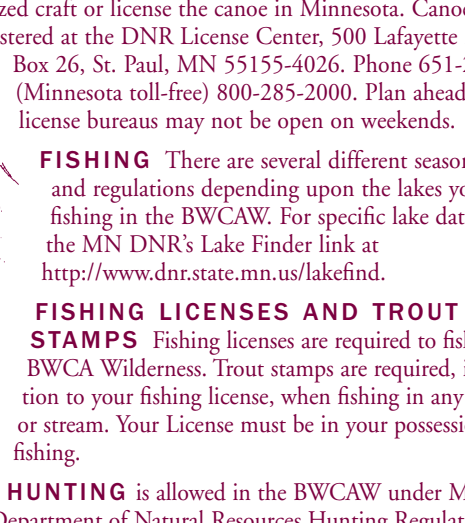 zed craft or license the canoe in Minnesota. Cano
stered at the DNR License Center, 500 Lafayette
Box 26, St. Paul, MN 55155-4026. Phone 651-2
(Minnesota toll-free) 800-285-2000. Plan ahead
license bureaus may not be open on weekends.
FISHING There are several different season
and regulations depending upon the lakes yo
fishing in the BWCAW. For specific lake dat
the MN DNR's Lake Finder link at
http://www.dnr.state.mn.us/lakefind.
FISHING LICENSES AND TROUT
STAMPS Fishing licenses are required to fish
BWCA Wilderness. Trout stamps are required, i
tion to your fishing license, when fishing in any
or stream. Your License must be in your possessi
fishing.
HUNTING is allowed in the BWCAW under M
Department of Natural Resources Hunting Regulat